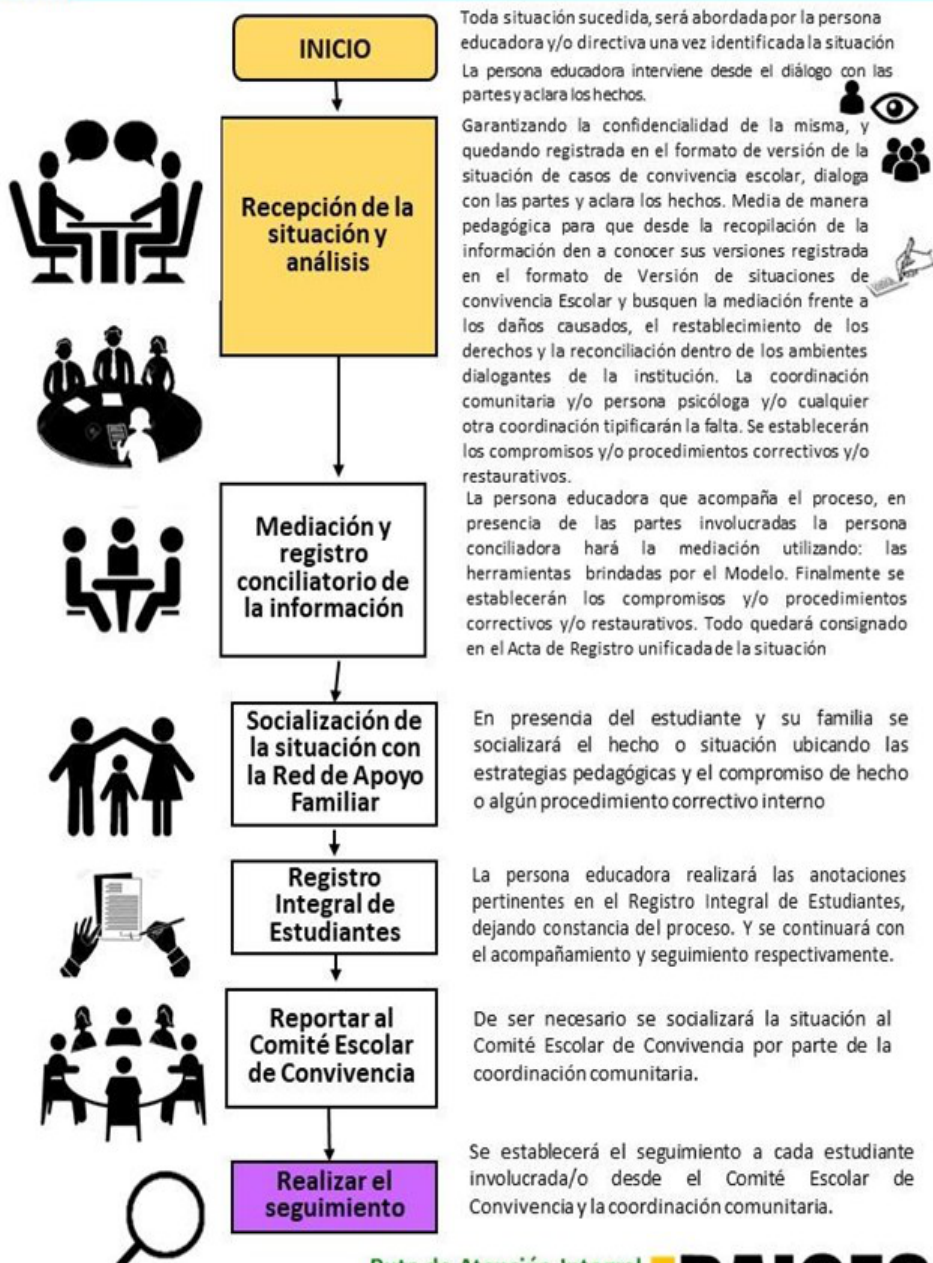 INICIO
Toda situación sucedida, será abordada por la persona
educadora y/o directiva una vez identificada la situación
La persona educadora interviene desde el diálogo con las
partes y aclara los hechos.
Recepción de la
situación y
análisis
Garantizando la confidencialidad de la misma, y
quedando registrada en el formato de versión de la
situación de casos de convivencia escolar, dialoga
con las partes y aclara los hechos. Media de manera
pedagógica para que desde la recopilación de la
información den a conocer sus versiones registrada
en el formato de Versión de situaciones de
convivencia Escolar y busquen la mediación frente a
los daños causados, el restablecimiento de los
derechos y la reconciliación dentro de los ambientes
dialogantes de la institución. La coordinación
comunitaria y/o persona psicóloga y/o cualquier
otra coordinación tipificarán la falta. Se establecerán
los compromisos y/o procedimientos correctivos y/o
restaurativos.
Mediación y
registro
conciliatorio de
la información
La persona educadora que acompaña el proceso, en
presencia de las partes involucradas la persona
conciliadora hará la mediación utilizando: las
herramientas brindadas por el Modelo. Finalmente se
establecerán los compromisos y/o procedimientos
correctivos y/o restaurativos. Todo quedará consignado
en el Acta de Registro unificada de la situación
Socialización de
la situación con
la Red de Apoyo
Familiar
En presencia del estudiante y su familia se
socializará el hecho o situación ubicando las
estrategias pedagógicas y el compromiso de hecho
o algún procedimiento correctivo interno
Registro
Integral de
Estudiantes
La persona educadora realizará las anotaciones
pertinentes en el Registro Integral de Estudiantes,
dejando constancia del proceso. Y se continuará con
el acompañamiento y seguimiento respectivamente.
Reportar al
Comité Escolar
de Convivencia
De ser necesario se socializará la situación al
Comité Escolar de Convivencia por parte de la
coordinación comunitaria.
Realizar el
seguimiento
Se establecerá el seguimiento a cada estudiante
involucrada/o desde el Comité Escolar de
Convivencia y la coordinación comunitaria.
Ruta de Atención Integral